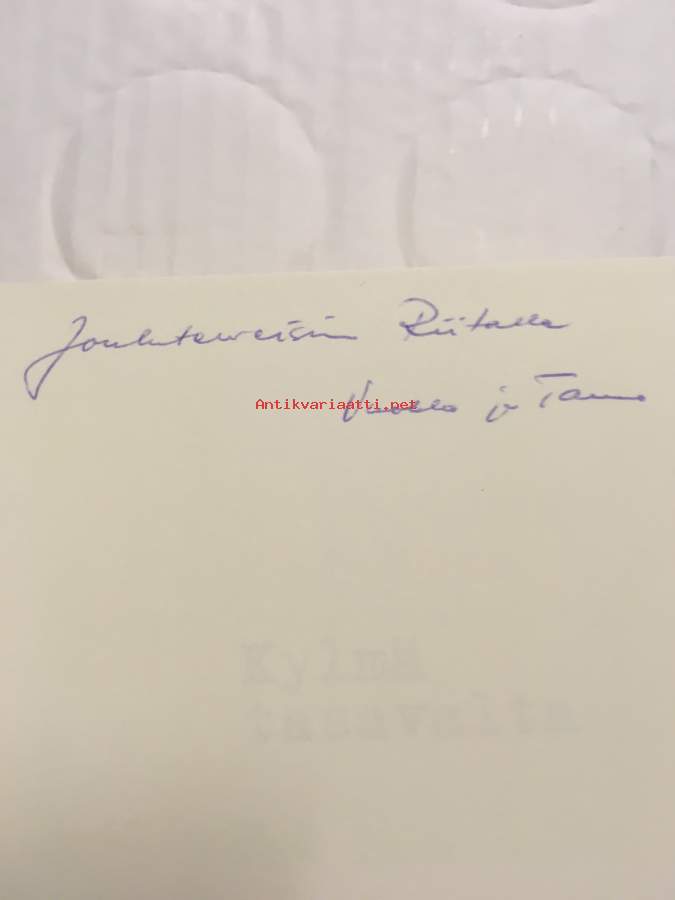 Jouluterveisin Riitalle
ja Tauno
Antikvariaatti.net
Kylmä
tasavalta